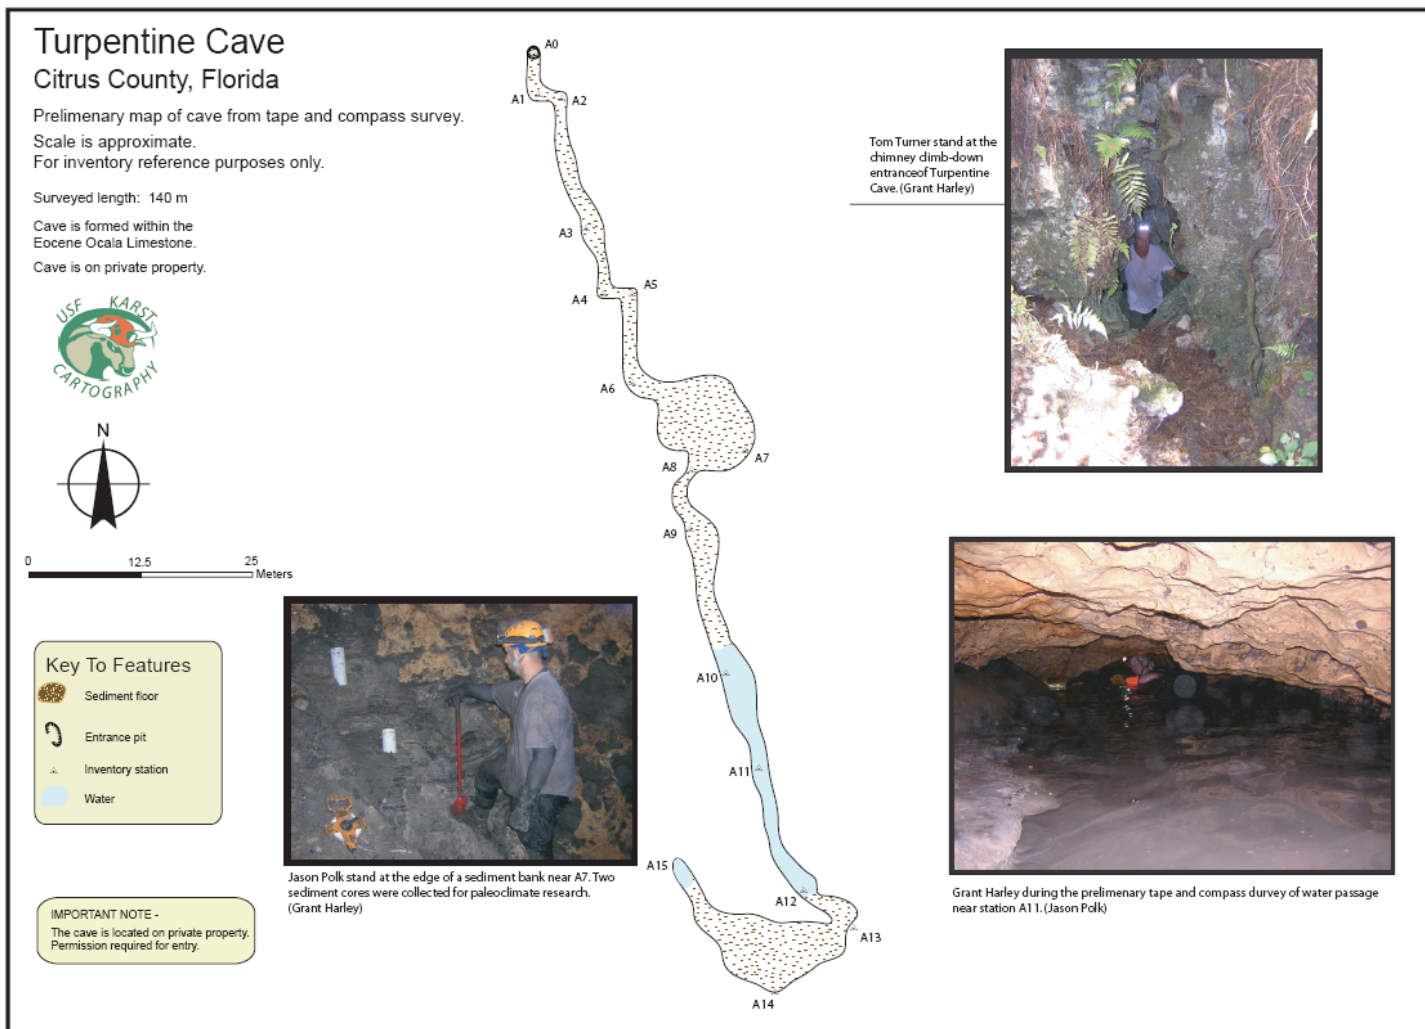 Turpentine Cave
Citrus County, Florida
Prelimenary map of cave from tape and compass survey.
Scale is approximate.
For inventory reference purposes only.
Surveyed length: 140 m
Cave is formed within the
Eocene Ocala Limestone.
Cave is on private property.
USF KARST
CARTOGRAPHY
N
0 12.5 25
Meters
Key To Features
Sediment floor
Entrance pit
Inventory station
Water
IMPORTANT NOTE -
The cave is located on private property.
Permission required for entry.
A0
A1
A2
A3
A4
A5
A6
A7
A8
A9
A10
A11
A12
A13
A14
A15
Tom Turner stand at the
chimney climb-down
entranceof Turpentine
Cave. (Grant Harley)
Jason Polk stand at the edge of a sediment bank near A7. Two
sediment cores were collected for paleoclimate research.
(Grant Harley)
Grant Harley during the prelimenary tape and compass durvey of water passage
near station A11. (Jason Polk)